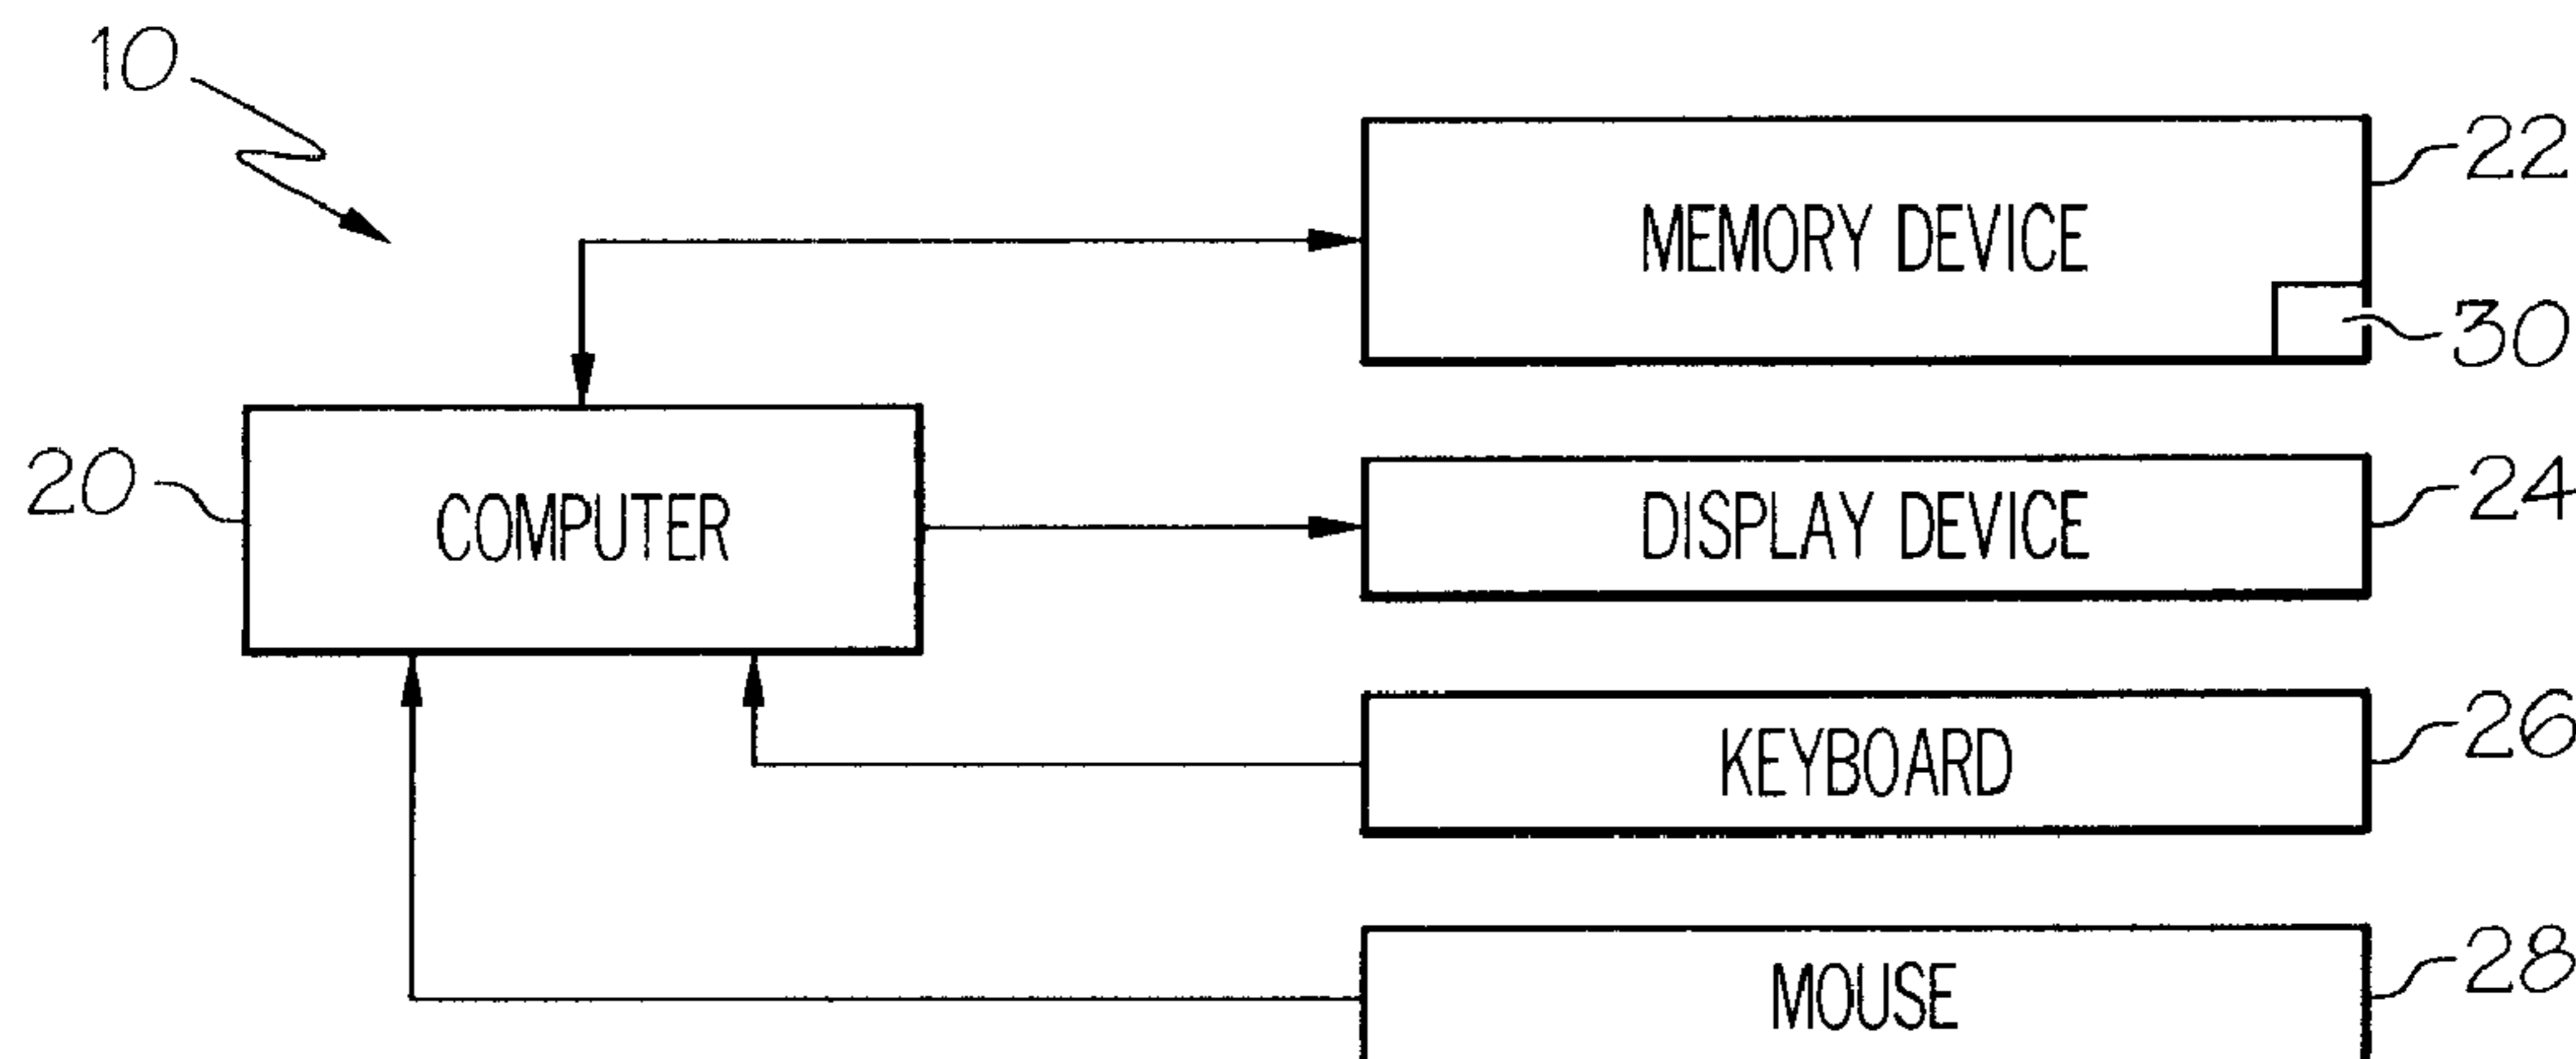 10
22
MEMORY DEVICE
30
20
COMPUTER
DISPLAY DEVICE
24
KEYBOARD
26
MOUSE
28